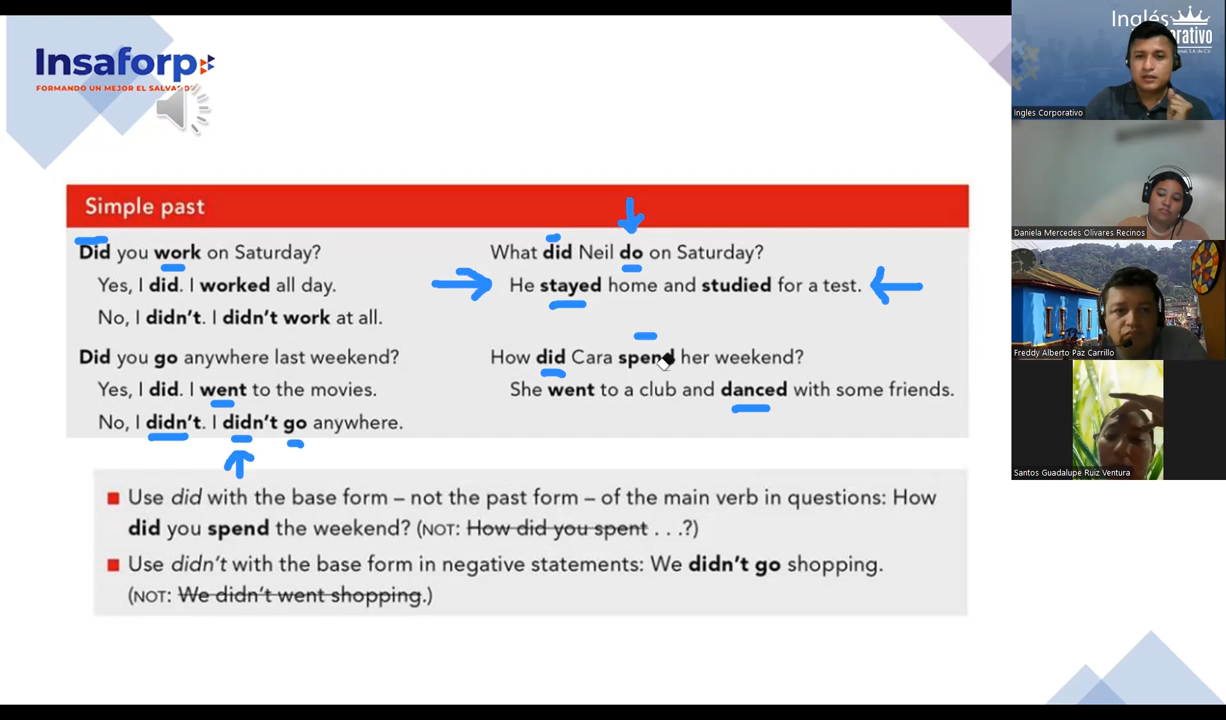 Insaforp
FORMANDO UN MEJOR EL SALVADOR
Simple past
Did you work on Saturday?
Yes, I did. I worked all day.
No, I didn't. I didn't work at all.
Did you go anywhere last weekend?
Yes, I did. I went to the movies.
No, I didn't. I didn't go anywhere.
What did Neil do on Saturday?
He stayed home and studied for a test.
How did Cara spend her weekend?
She went to a club and danced with some friends.
Use did with the base form – not the past form – of the main verb in questions: How
did you spend the weekend? (NOT: How did you spent . . .?)
Use didn't with the base form in negative statements: We didn't go shopping.
(NOT: We didn't went shopping.)
Inglés
Ingles Corporativo
Daniela Mercedes Olivares Recinos
Freddy Alberto Paz Carrillo
Santos Guadalupe Ruiz Ventura